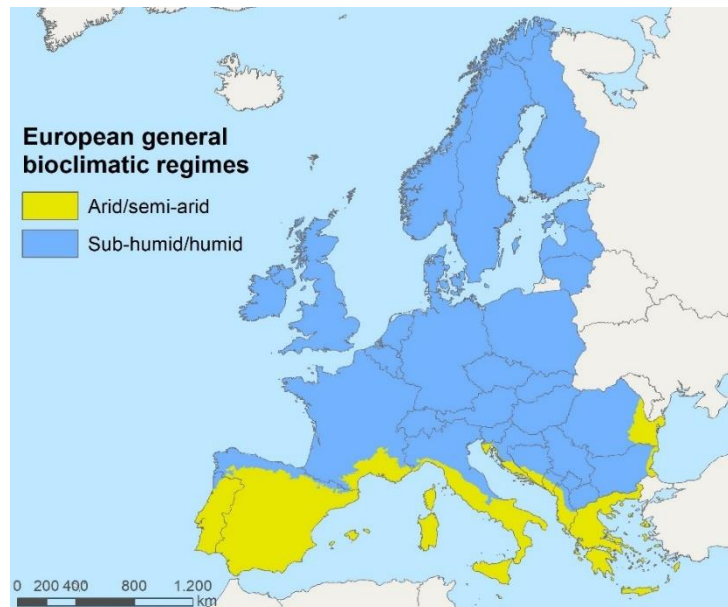 European general
bioclimatic regimes
Arid/semi-arid
Sub-humid/humid
0 200 400 800 1.200
km